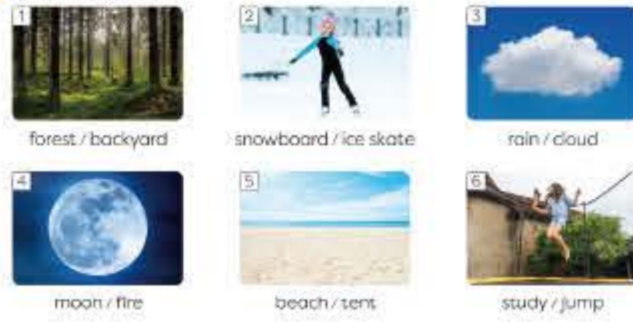 1
2
3
forest / backyard
snowboard / ice skate
rain / cloud
4
5
6
moon / fire
beach / tent
study / jump